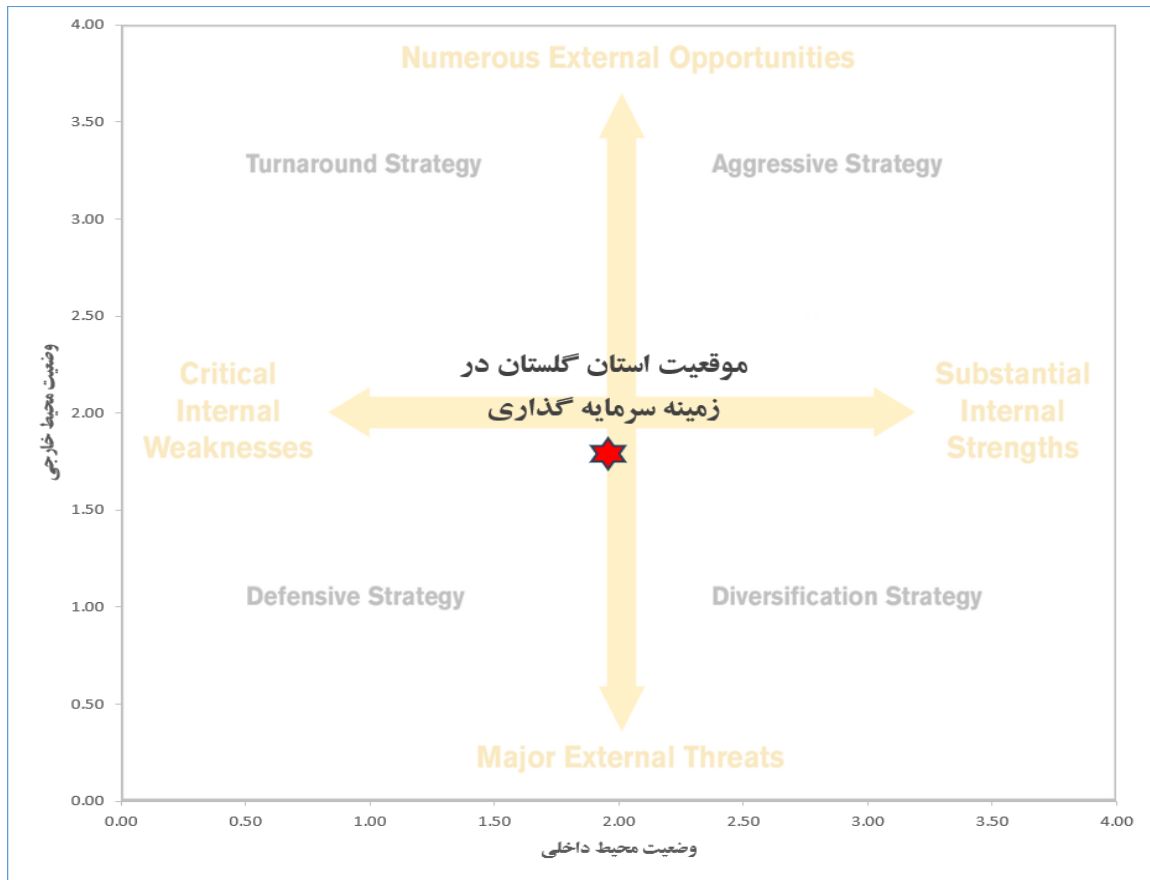 4.00
Numerous External Opportunities
3.50
Turnaround Strategy
Aggressive Strategy
3.00
2.50
وضعیت محیط خارجی
Critical
Internal
Weaknesses
موقعیت استان گلستان در
زمینه سرمایه گذاری
Substantial
Internal
Strengths
2.00
1.50
Defensive Strategy
Diversification Strategy
1.00
0.50
Major External Threats
0.00
0.00 0.50 1.00 1.50 2.00 2.50 3.00 3.50 4.00
وضعیت محیط داخلی